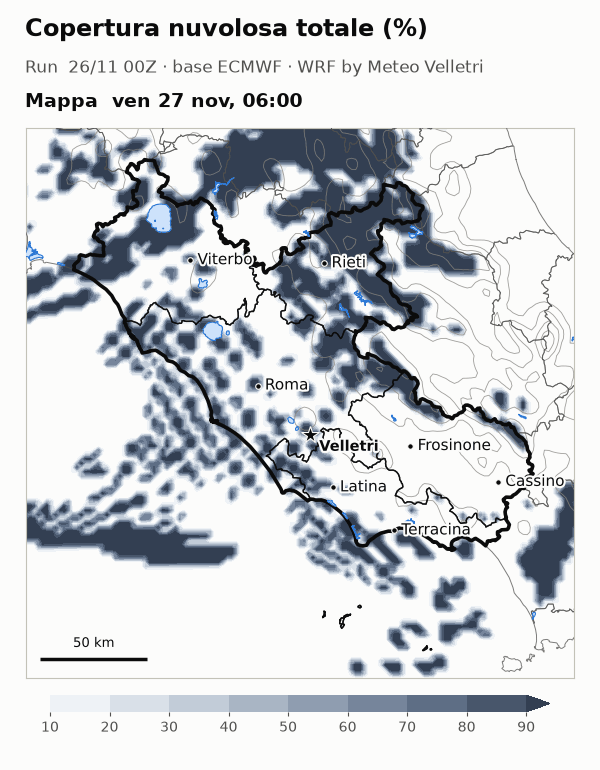 Copertura nuvolosa totale (%)
Run  26/11 00Z · base ECMWF · WRF by Meteo Velletri
Mappa  ven 27 nov, 06:00
Viterbo
Rieti
Roma
Velletri
Frosinone
Latina
Cassino
Terracina
50 km
10 20 30 40 50 60 70 80 90